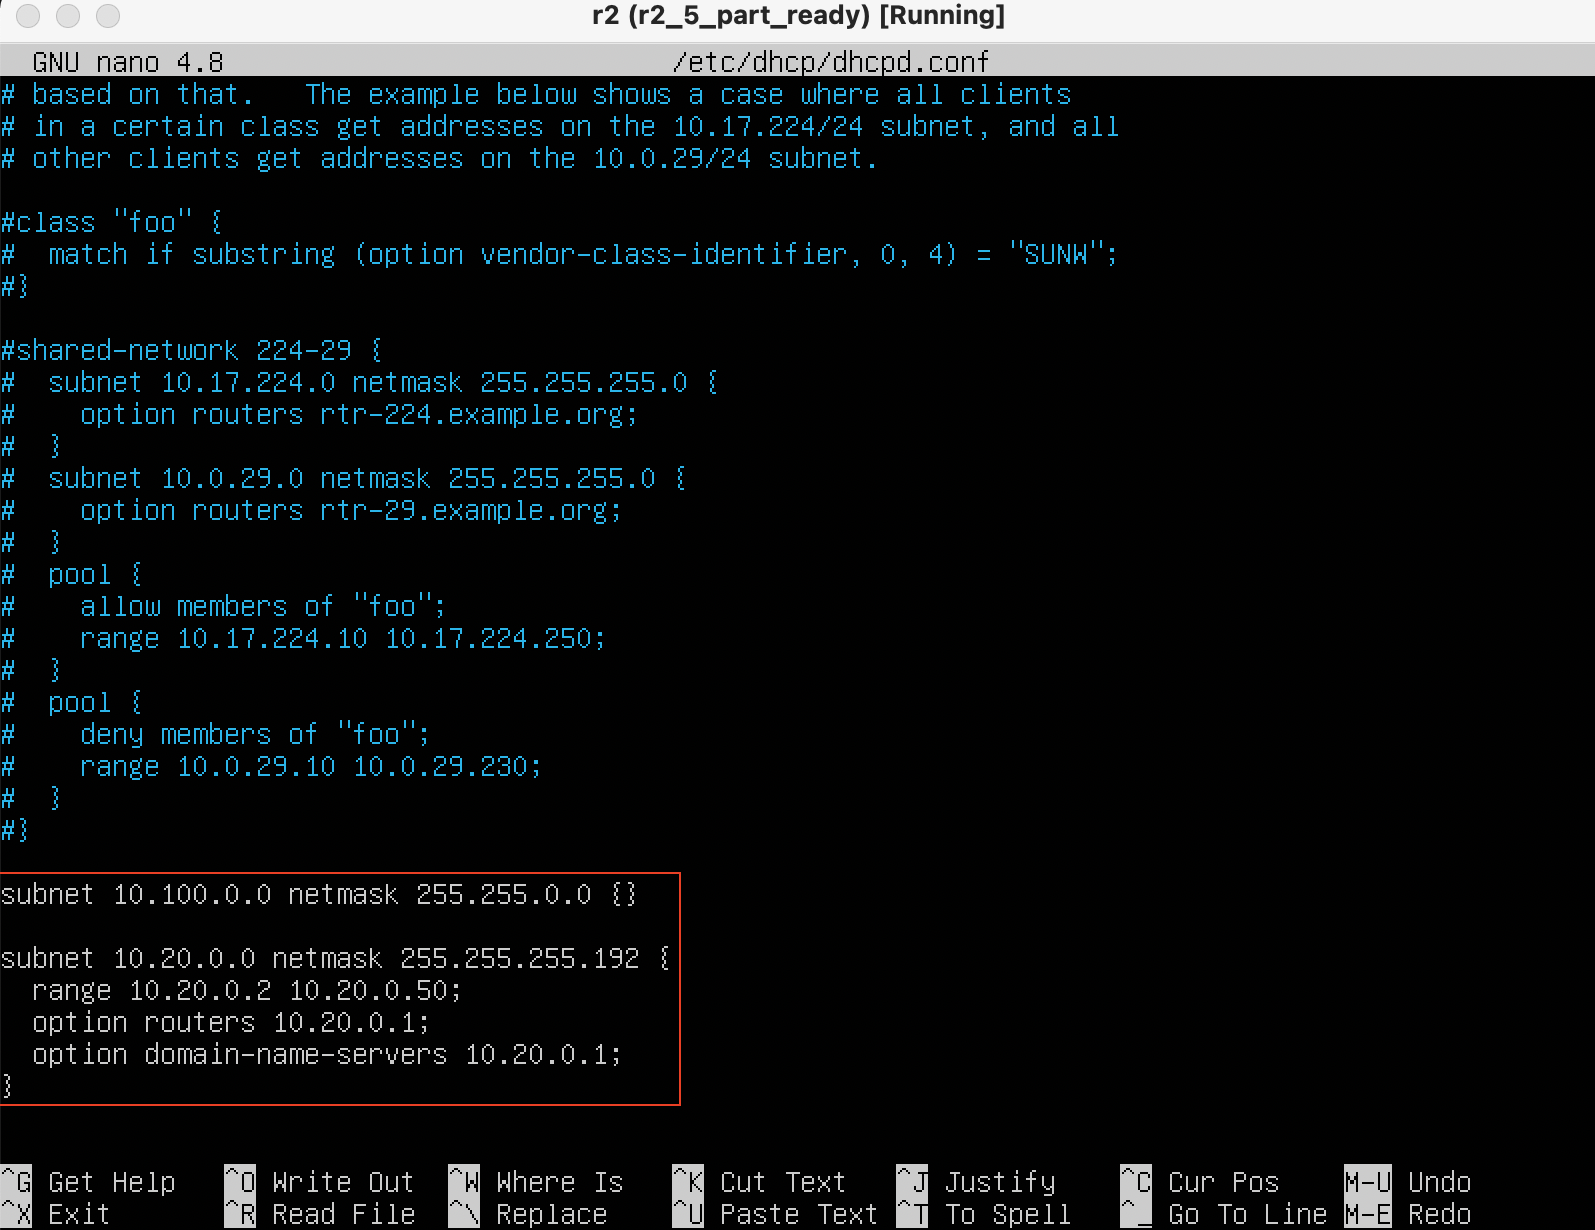 r2 (r2_5_part_ready) [Running]
GNU nano 4.8 /etc/dhcp/dhcpd.conf
# based on that.   The example below shows a case where all clients
# in a certain class get addresses on the 10.17.224/24 subnet, and all
# other clients get addresses on the 10.0.29/24 subnet.
#class "foo" {
#  match if substring (option vendor-class-identifier, 0, 4) = "SUNW";
#}
#shared-network 224-29 {
#  subnet 10.17.224.0 netmask 255.255.255.0 {
#    option routers rtr-224.example.org;
#  }
#  subnet 10.0.29.0 netmask 255.255.255.0 {
#    option routers rtr-29.example.org;
#  }
#  pool {
#    allow members of "foo";
#    range 10.17.224.10 10.17.224.250;
#  }
#  pool {
#    deny members of "foo";
#    range 10.0.29.10 10.0.29.230;
#  }
#}
subnet 10.100.0.0 netmask 255.255.0.0 {}
subnet 10.20.0.0 netmask 255.255.255.192 {
  range 10.20.0.2 10.20.0.50;
  option routers 10.20.0.1;
  option domain-name-servers 10.20.0.1;
}
^G Get Help ^O Write Out ^W Where Is ^K Cut Text ^J Justify ^C Cur Pos M-U Undo
^X Exit ^R Read File ^\ Replace ^U Paste Text ^T To Spell ^_ Go To Line M-E Redo